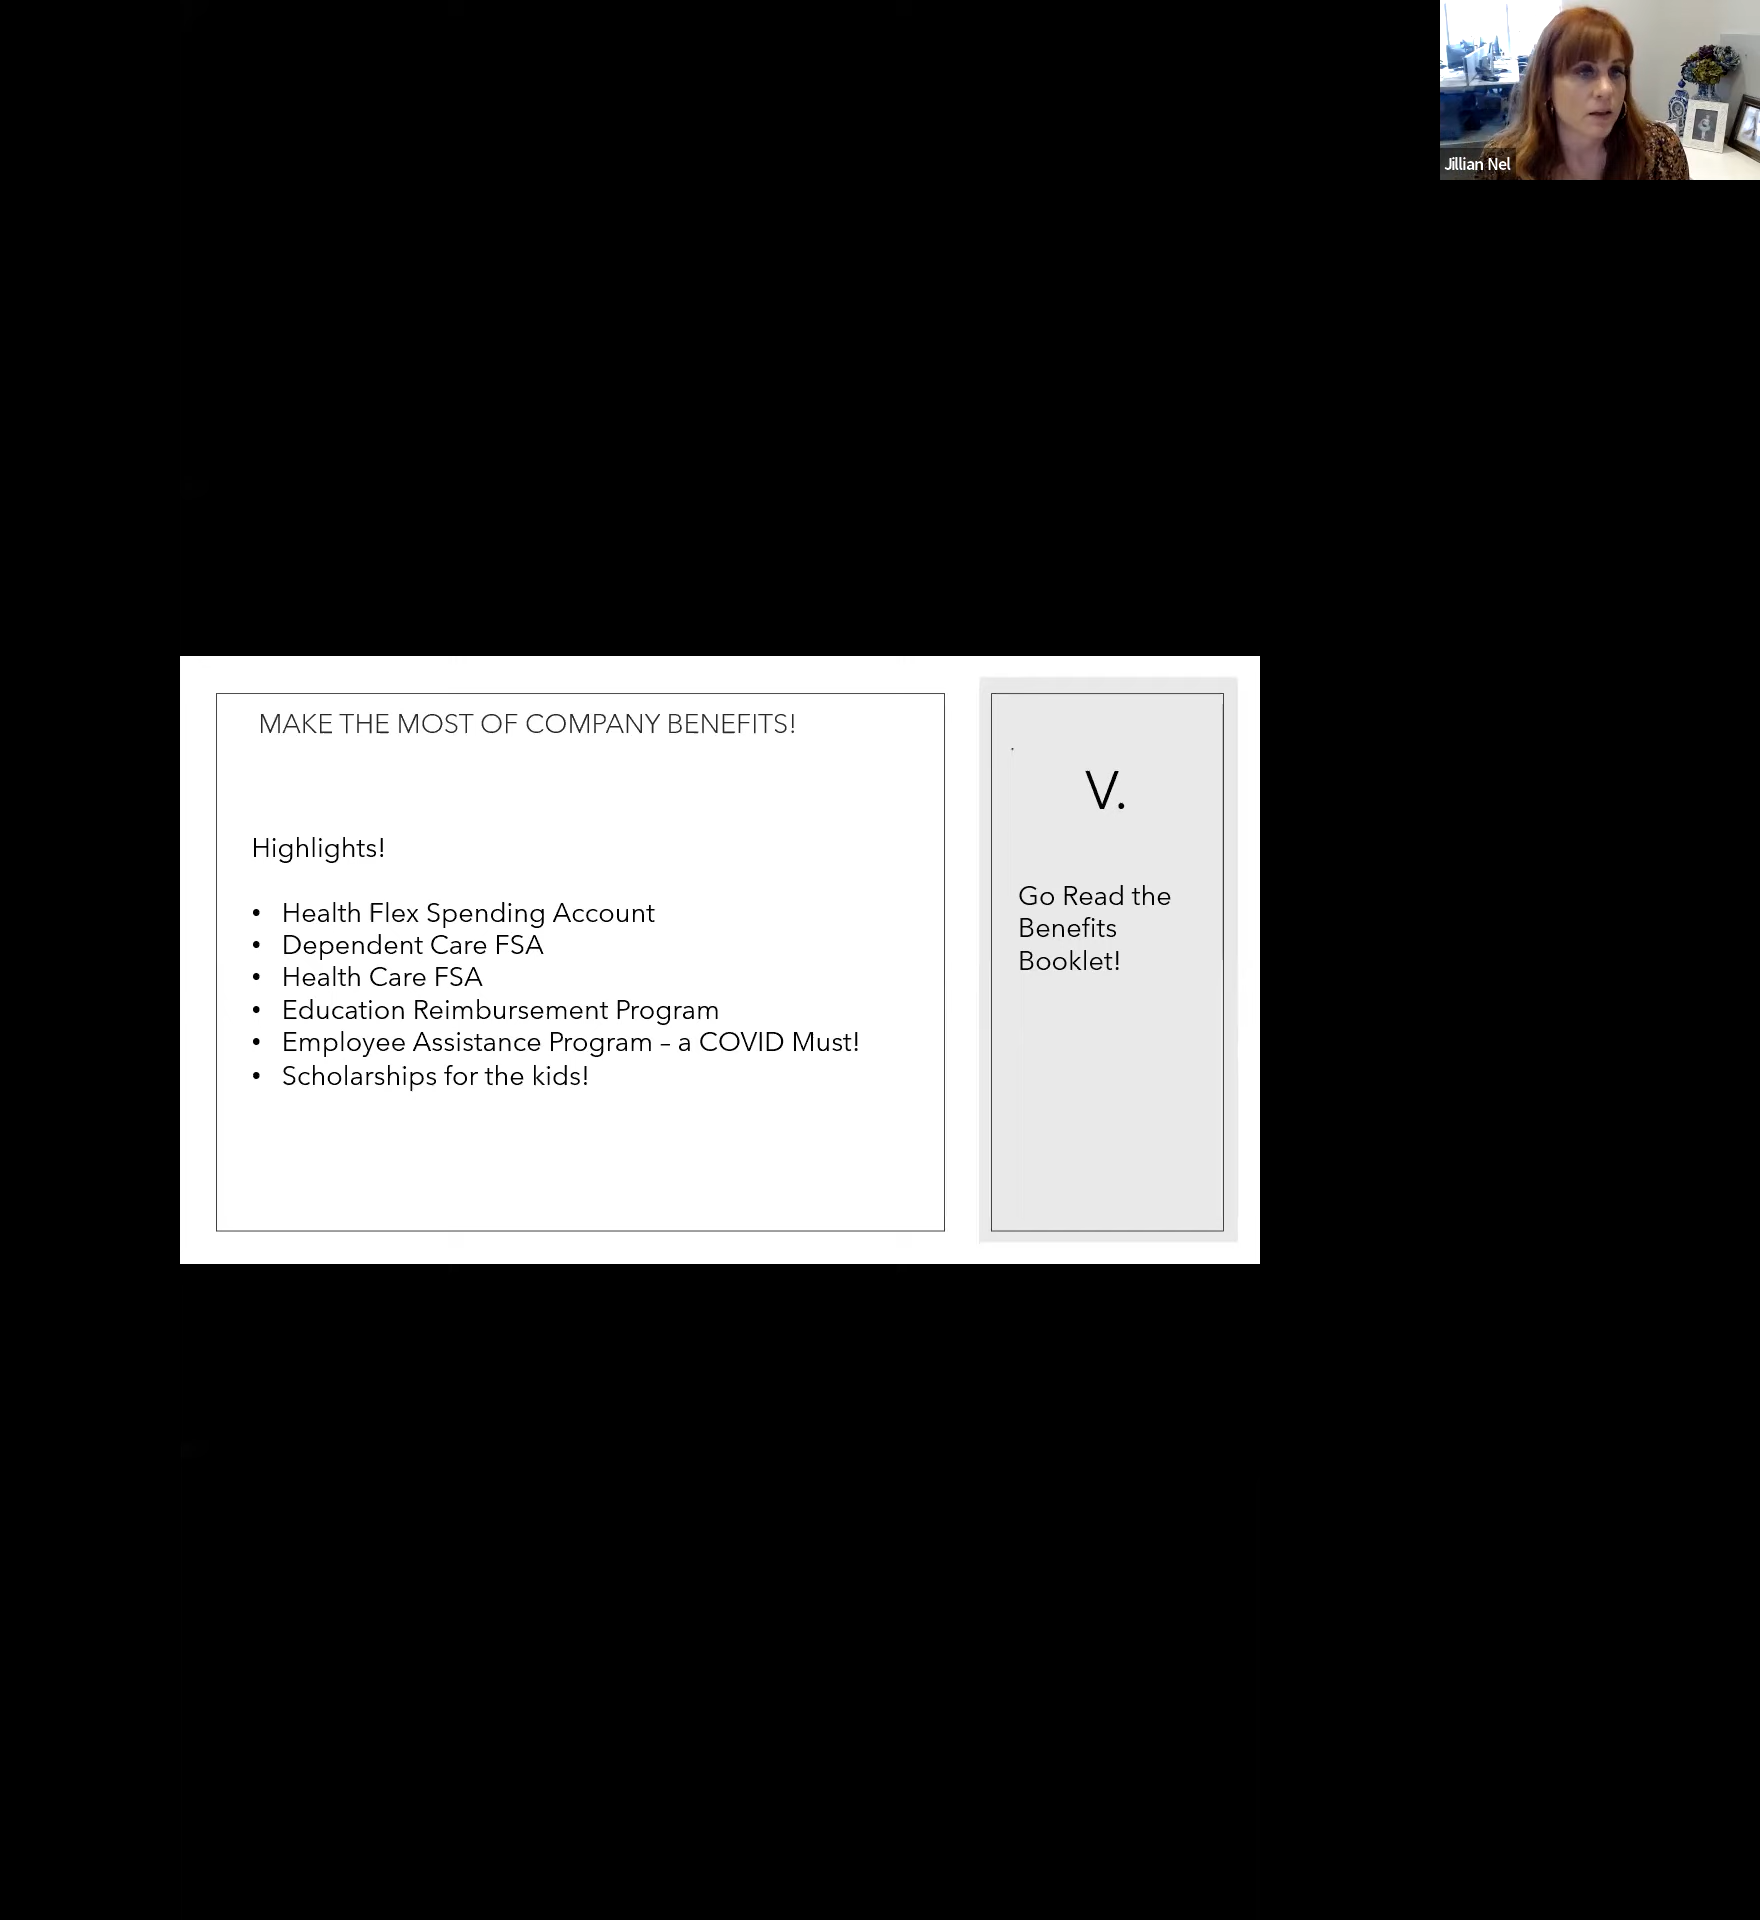 Jillian Nel
MAKE THE MOST OF COMPANY BENEFITS!
Highlights!
• Health Flex Spending Account
• Dependent Care FSA
• Health Care FSA
• Education Reimbursement Program
• Employee Assistance Program – a COVID Must!
• Scholarships for the kids!
V.
Go Read the
Benefits
Booklet!